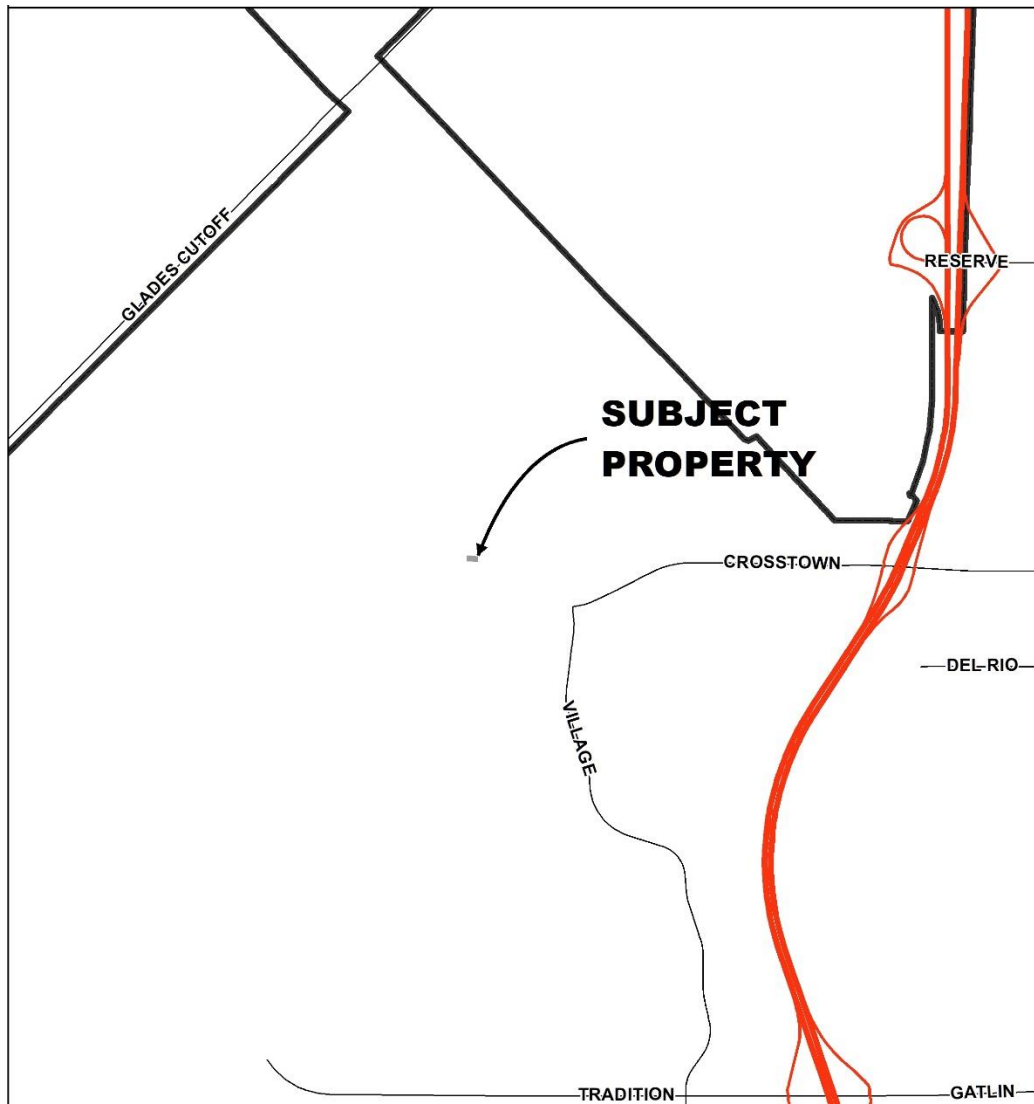 GLADES CUTOFF
RESERVE
SUBJECT
PROPERTY
CROSSTOWN
DEL RIO
VILLAGE
TRADITION
GATLIN